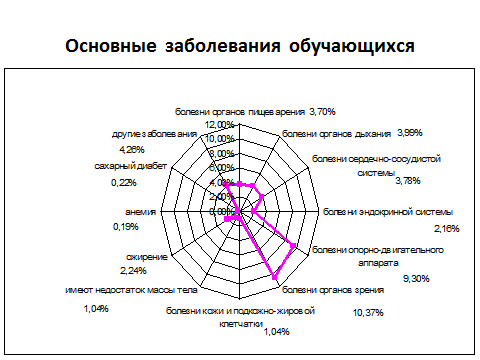 Основные заболевания обучающихся
болезни органов пищеварения 3,70%
12,00%
10,00%
8,00%
6,00%
4,00%
2,00%
0,00%
болезни органов дыхания 3,99%
болезни сердечно-сосудистой
системы
3,78%
болезни эндокринной системы
2,16%
болезни опорно-двигательного
аппарата
9,30%
болезни органов зрения
10,37%
болезни кожи и подкожно-жировой
клетчатки
1,04%
имеют недостаток массы тела
1,04%
ожирение
2,24%
анемия
0,19%
сахарный диабет
0,22%
другие заболевания
4,26%